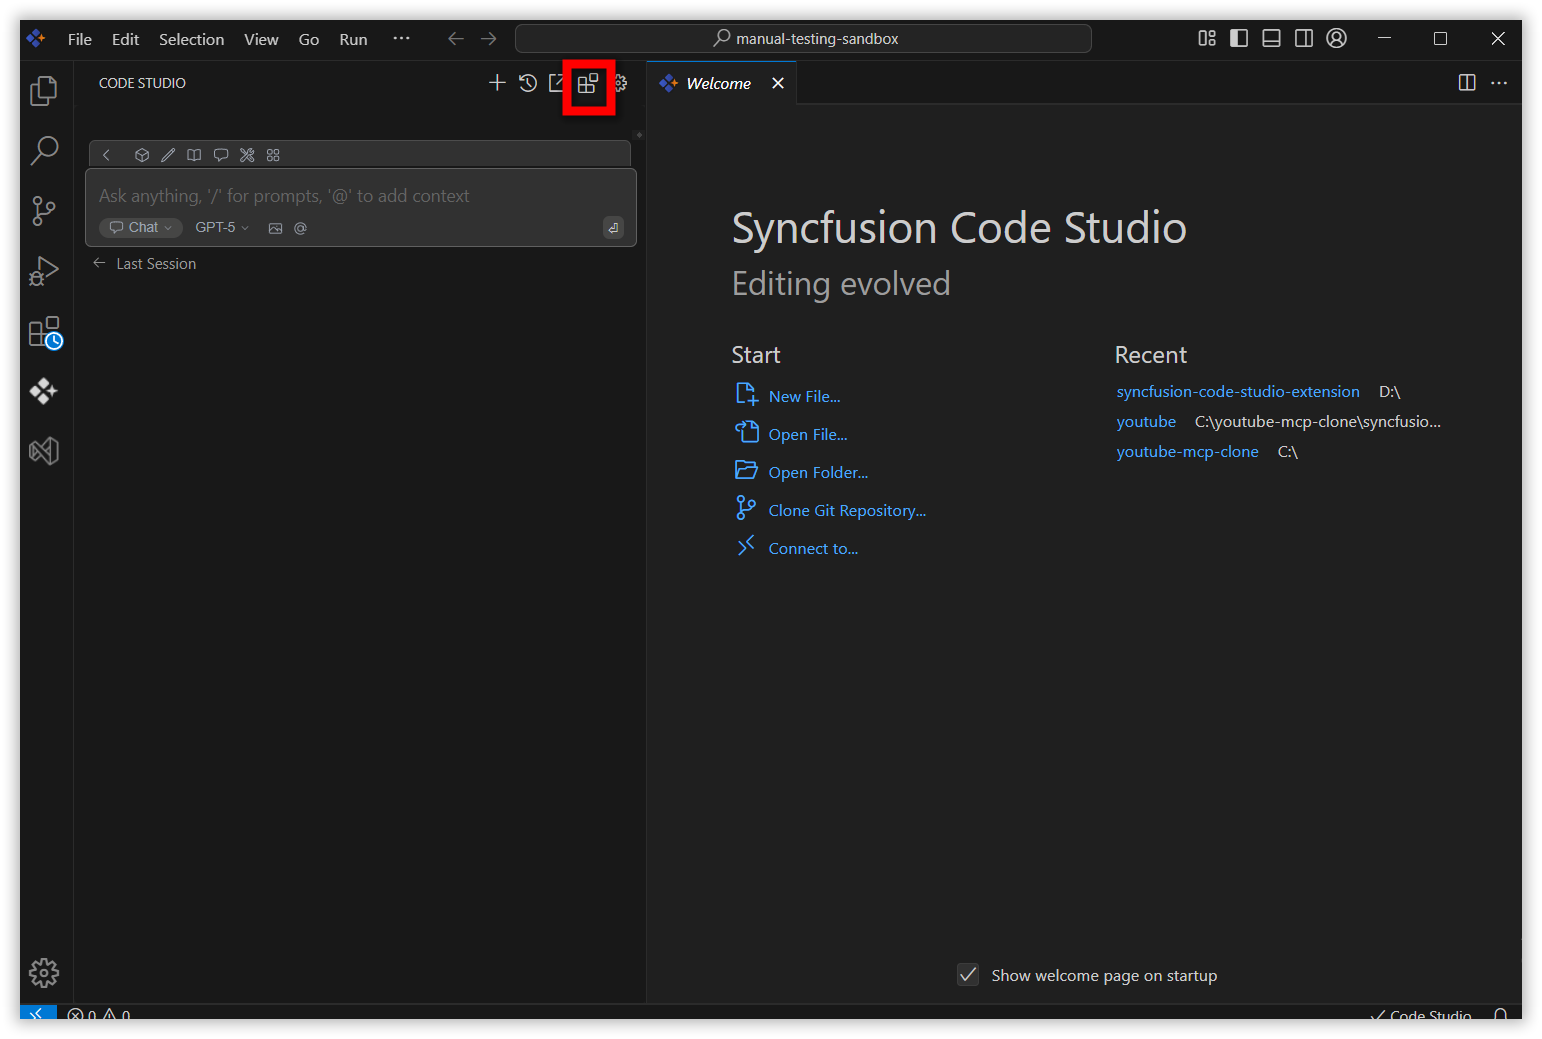 File Edit Selection View Go Run ... manual-testing-sandbox
CODE STUDIO
Welcome
Ask anything, '/' for prompts, '@' to add context
Chat GPT-5 @
Last Session
Syncfusion Code Studio
Editing evolved
Start
New File...
Open File...
Open Folder...
Clone Git Repository...
Connect to...
Recent
syncfusion-code-studio-extension D:\
youtube C:\youtube-mcp-clone\syncfusio...
youtube-mcp-clone C:\
Show welcome page on startup
0 0 Code Studio